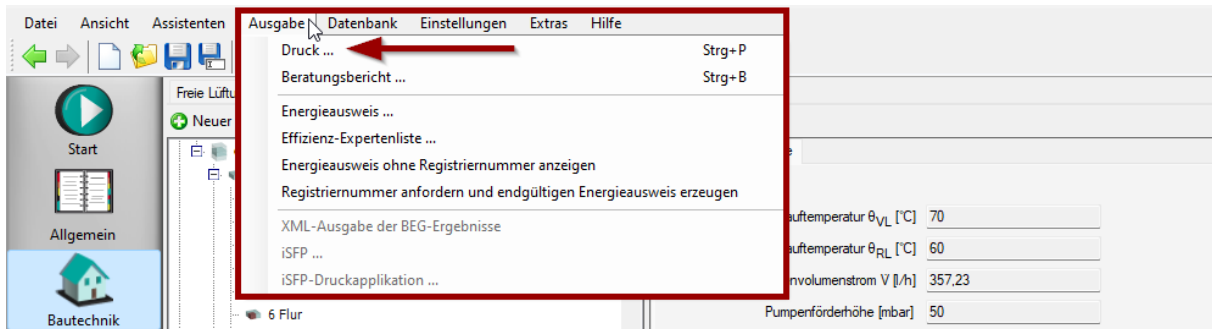 Datei Ansicht Assistenten Ausgabe Datenbank Einstellungen Extras Hilfe
Druck ... Strg+P
Beratungsbericht ... Strg+B
Freie
Neuer
Energieausweis ...
Effizienz-Expertenliste ...
Energieausweis ohne Registriernummer anzeigen
Registriernummer anfordern und endgültigen Energieausweis erzeugen
XML-Ausgabe der BEG-Ergebnisse
iSFP ...
iSFP-Druckapplikation ...
Start
Allgemein
Bautechnik
6 Flur
auftemperatur θVL [°C] 70
auftemperatur θRL [°C] 60
nvolumenstrom V [l/h] 357,23
Pumpenförderhöhe [mbar] 50